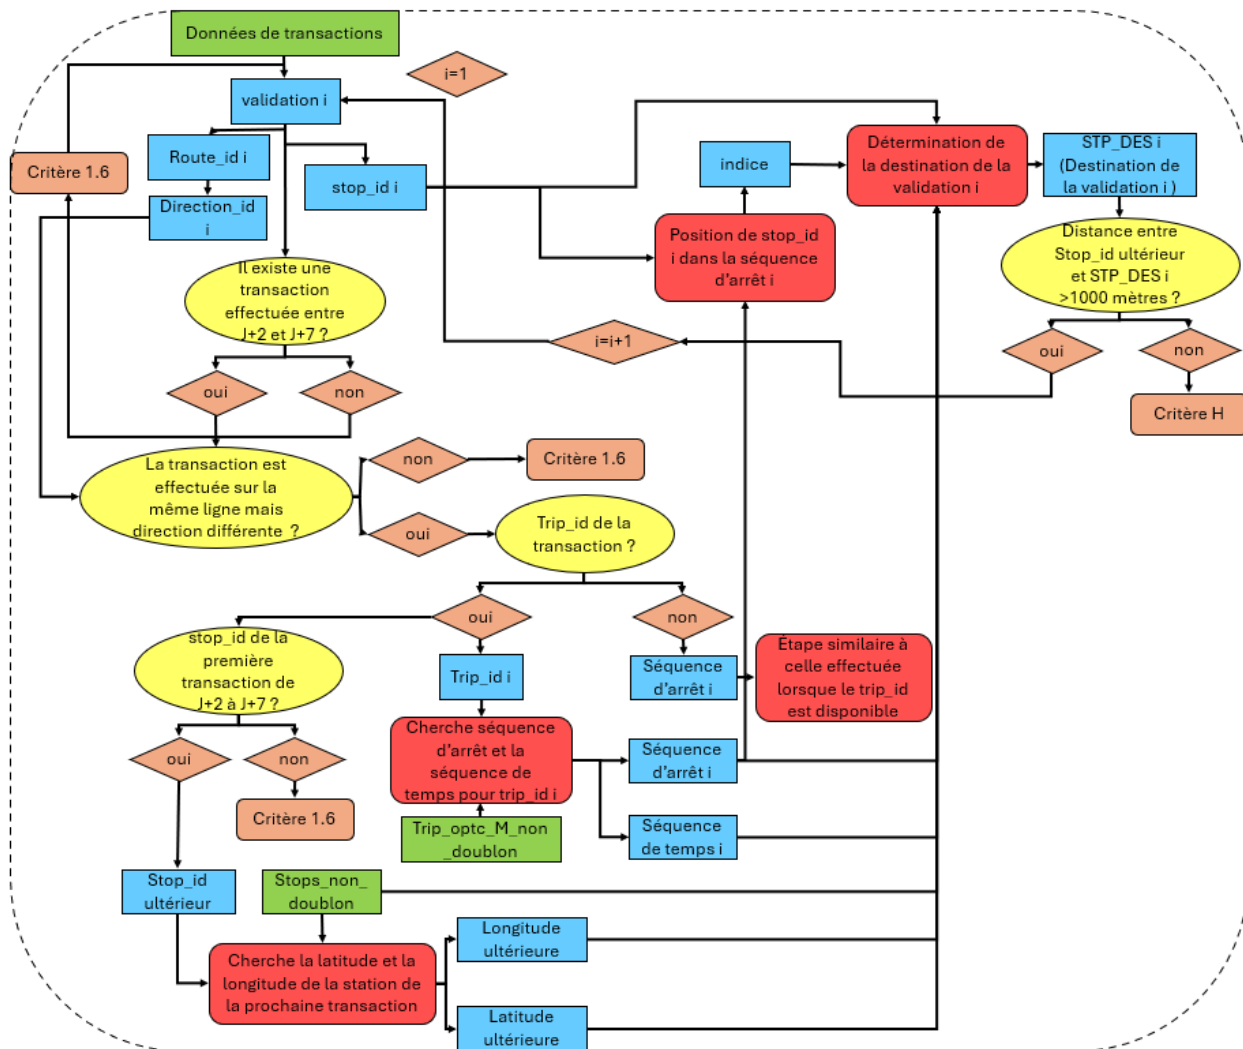 Données de transactions
i=1
validation i
Route_id i
Critère 1.6
stop_id i
Direction_id
i
indice
Détermination de
la destination de la
validation i
STP_DES i
(Destination de
la validation i )
Position de stop_id
i dans la séquence
d'arrêt i
Distance entre
Stop_id ultérieur
et STP_DES i
>1000 mètres ?
Il existe une
transaction
effectuée entre
J+2 et J+7 ?
i=i+1
oui
non
Critère H
oui
non
La transaction est
effectuée sur la
même ligne mais
direction différente ?
non
Critère 1.6
oui
Trip_id de la
transaction ?
oui
non
stop_id de la
première
transaction de
J+2 à J+7 ?
Trip_id i
Séquence
d'arrêt i
Étape similaire à
celle effectuée
lorsque le trip_id
est disponible
oui
non
Critère 1.6
Cherche séquence
d'arrêt et la
séquence de
temps pour trip_id i
Séquence
d'arrêt i
Trip_optc_M_non
_doublon
Séquence
de temps i
Stop_id
ultérieur
Stops_non_
doublon
Cherche la latitude et la
longitude de la station de
la prochaine transaction
Longitude
ultérieure
Latitude
ultérieure